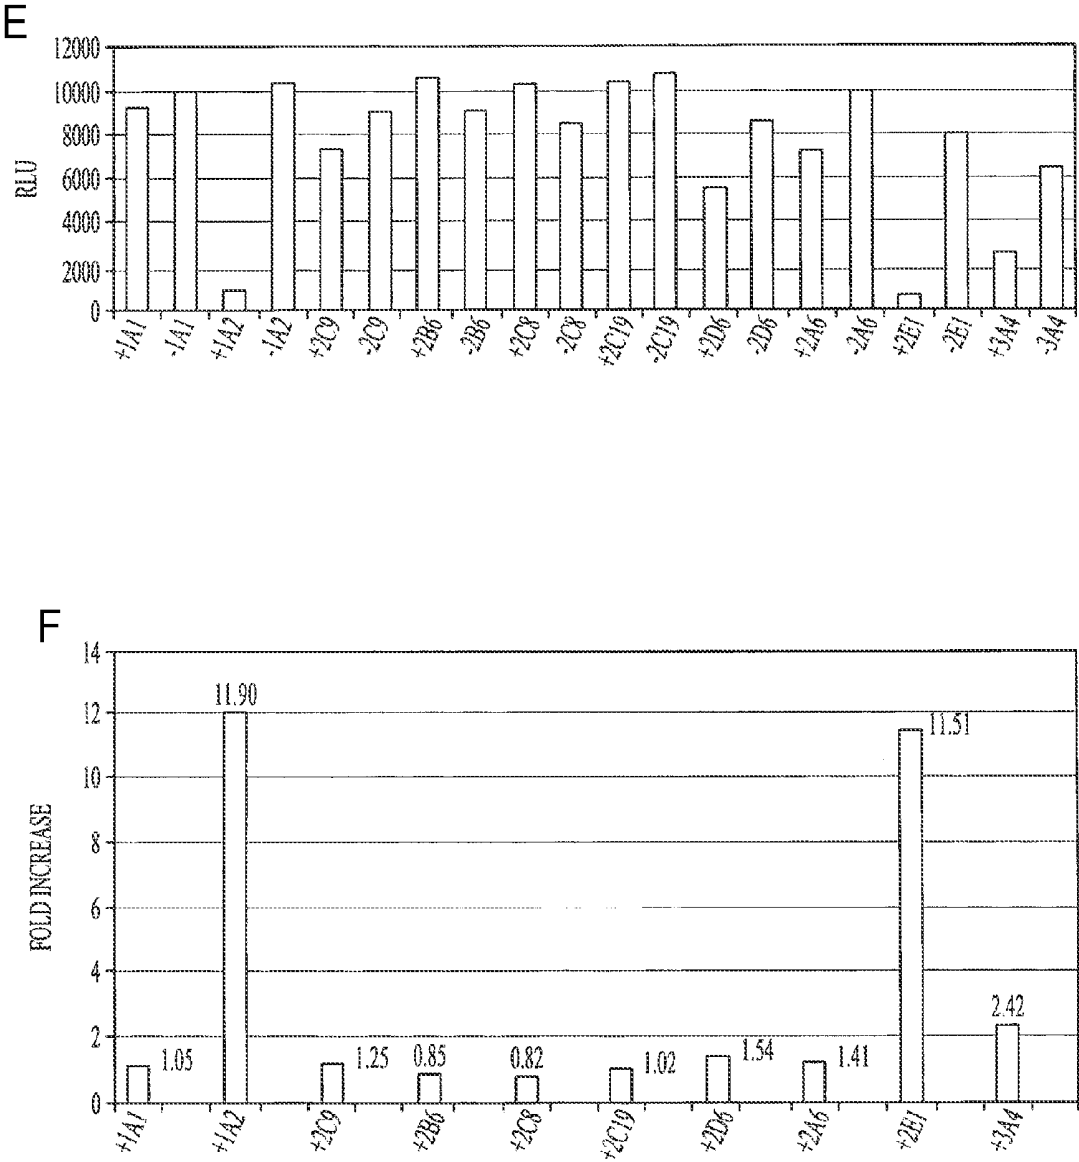 E
12000
10000
8000
6000
4000
2000
0
RLU
+1A1 -1A1 +1A2 -1A2 +2C9 -2C9 +2B6 -2B6 +2C8 -2C8 +2C19 -2C19 +2D6 -2D6 +2A6 -2A6 +2E1 -2E1 +3A4 -3A4
F
14
12
10
8
6
4
2
0
FOLD INCREASE
11.90
11.51
2.42
1.05 1.25 0.85 0.82 1.02 1.54 1.41
+1A1 +1A2 +2C9 +2B6 +2C8 +2C19 +2D6 +2A6 +2E1 +3A4